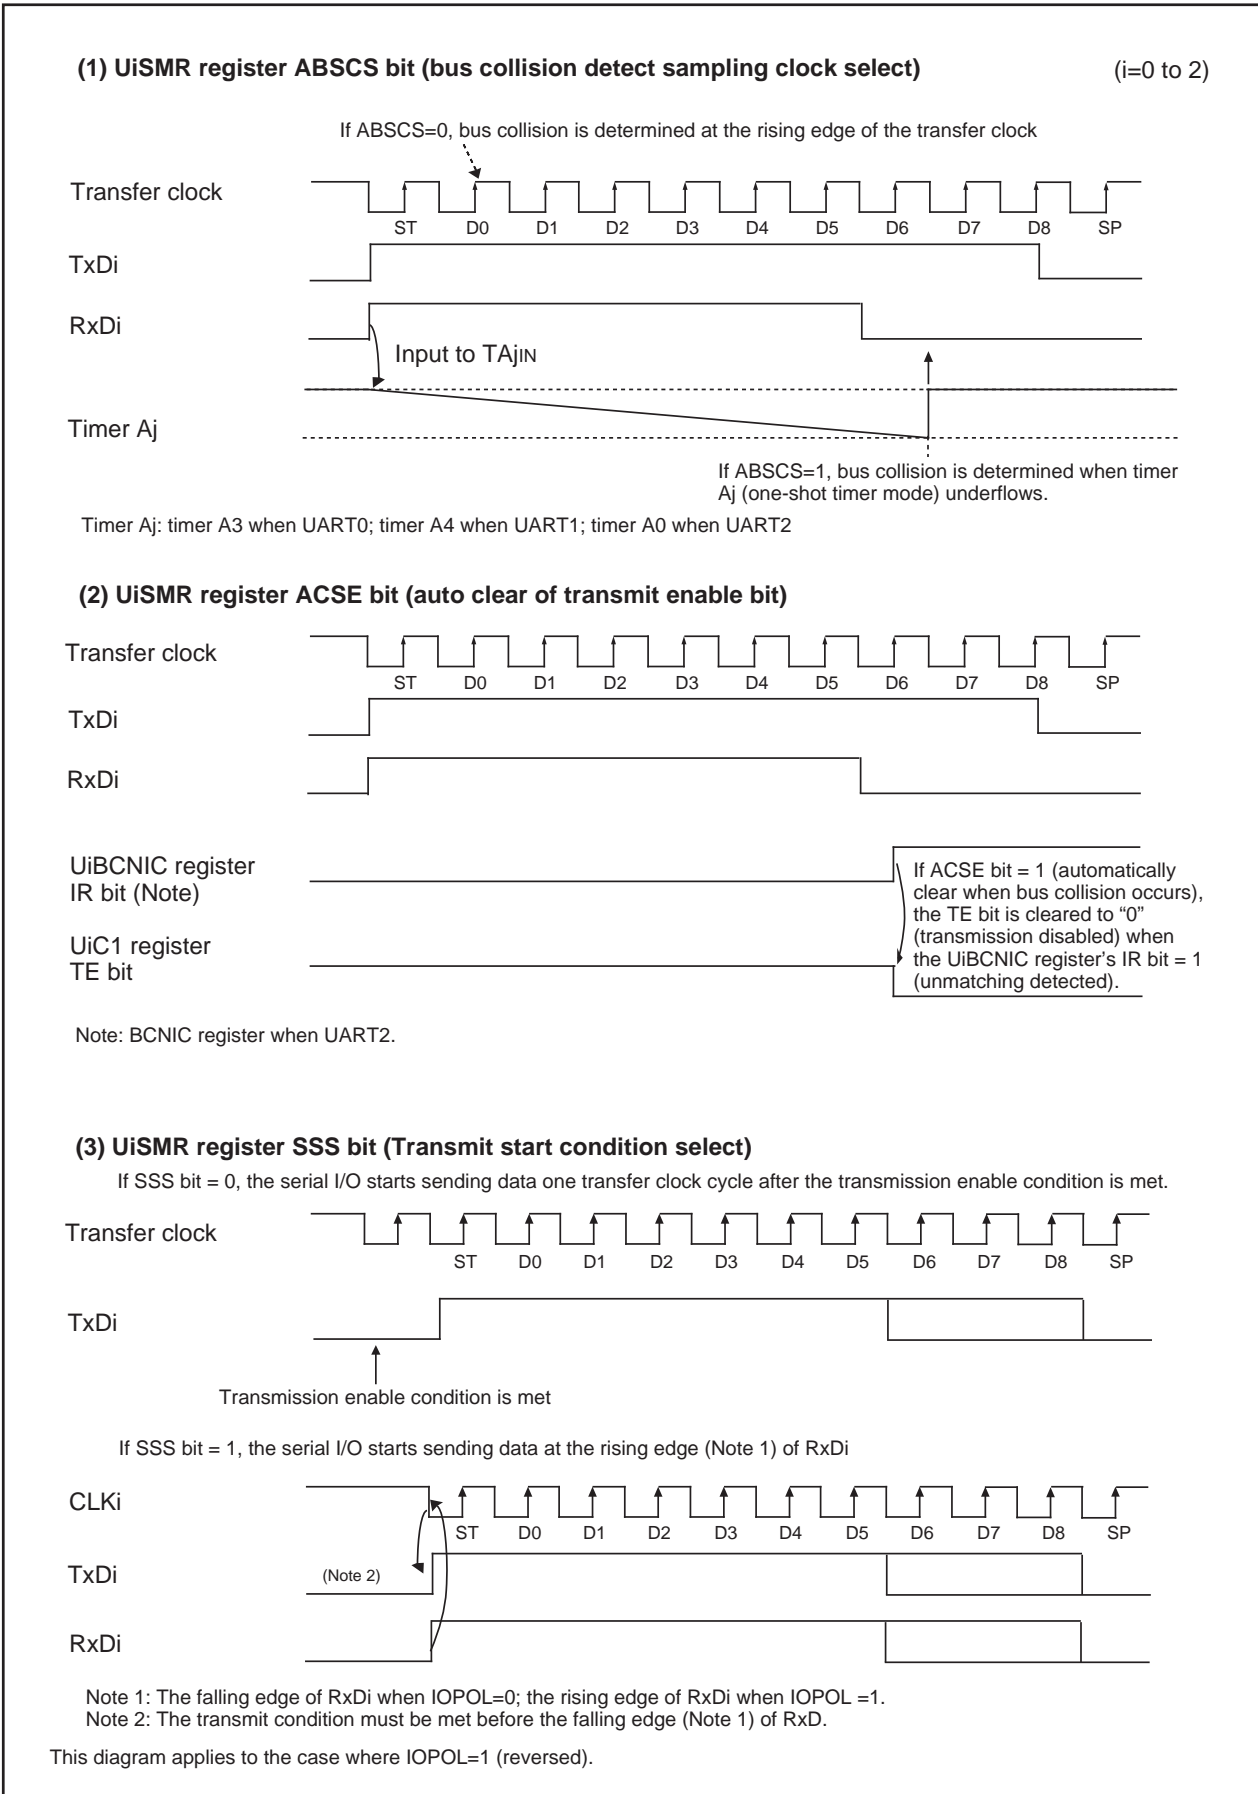 (1) UiSMR register ABSCS bit (bus collision detect sampling clock select) (i=0 to 2)
If ABSCS=0, bus collision is determined at the rising edge of the transfer clock
Transfer clock
ST D0 D1 D2 D3 D4 D5 D6 D7 D8 SP
TxDi
RxDi
Input to TAjIN
Timer Aj
If ABSCS=1, bus collision is determined when timer
Aj (one-shot timer mode) underflows.
Timer Aj: timer A3 when UART0; timer A4 when UART1; timer A0 when UART2
(2) UiSMR register ACSE bit (auto clear of transmit enable bit)
Transfer clock
ST D0 D1 D2 D3 D4 D5 D6 D7 D8 SP
TxDi
RxDi
UiBCNIC register
IR bit (Note)
If ACSE bit = 1 (automatically
clear when bus collision occurs),
the TE bit is cleared to “0”
(transmission disabled) when
the UiBCNIC register’s IR bit = 1
(unmatching detected).
UiC1 register
TE bit
Note: BCNIC register when UART2.
(3) UiSMR register SSS bit (Transmit start condition select)
If SSS bit = 0, the serial I/O starts sending data one transfer clock cycle after the transmission enable condition is met.
Transfer clock
ST D0 D1 D2 D3 D4 D5 D6 D7 D8 SP
TxDi
Transmission enable condition is met
If SSS bit = 1, the serial I/O starts sending data at the rising edge (Note 1) of RxDi
CLKi
ST D0 D1 D2 D3 D4 D5 D6 D7 D8 SP
TxDi
(Note 2)
RxDi
Note 1: The falling edge of RxDi when IOPOL=0; the rising edge of RxDi when IOPOL =1.
Note 2: The transmit condition must be met before the falling edge (Note 1) of RxD.
This diagram applies to the case where IOPOL=1 (reversed).